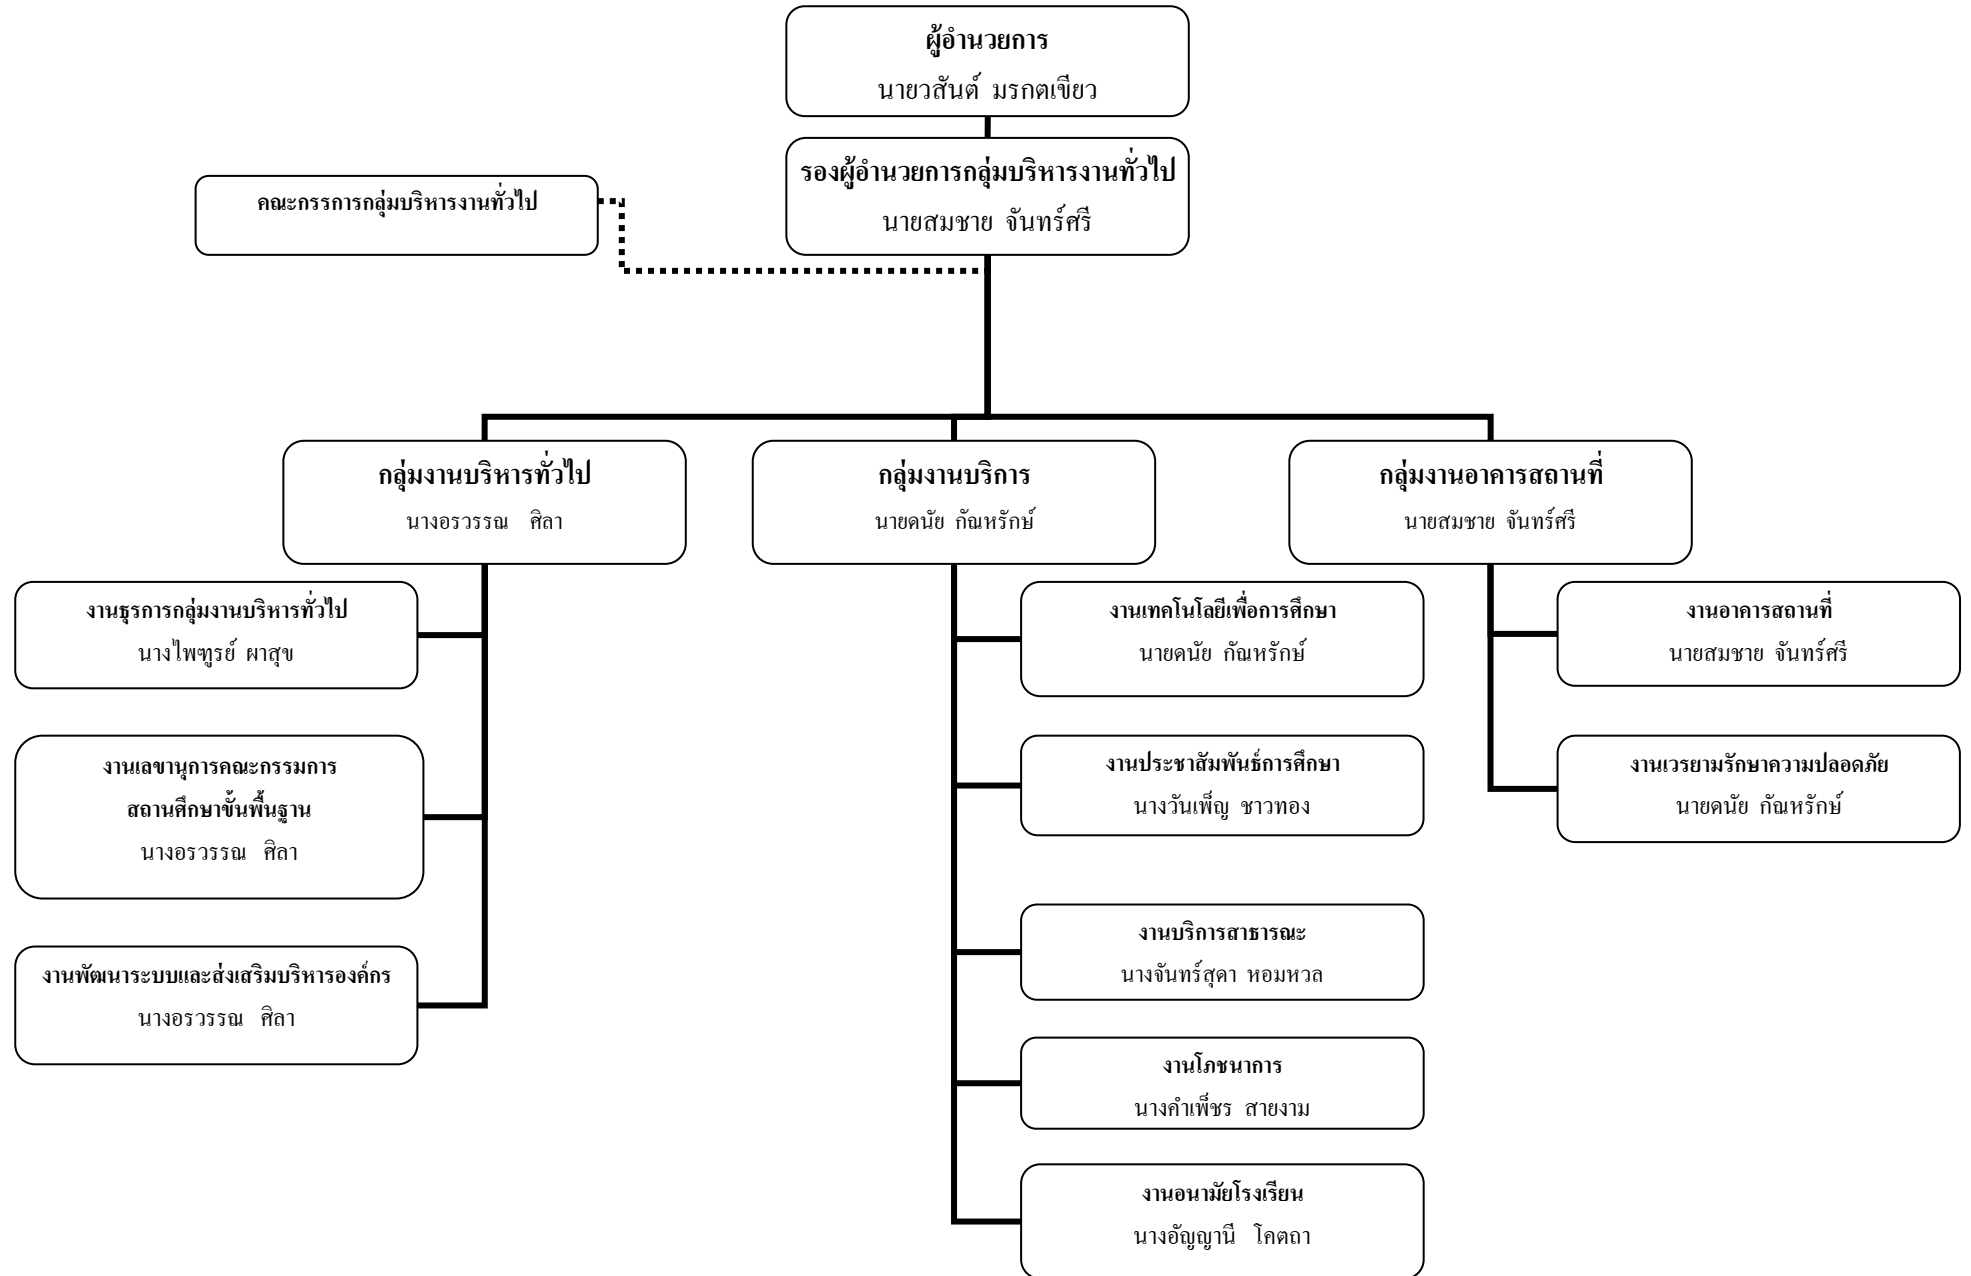 ผู้อำนวยการ
นายวสันต์ มรกตเขียว
รองผู้อำนวยการกลุ่มบริหารงานทั่วไป
นายสมชาย จันทร์ศรี
คณะกรรการกลุ่มบริหารงานทั่วไป
กลุ่มงานบริหารทั่วไป
นางอรวรรณ ศิลา
งานธุรการกลุ่มงานบริหารทั่วไป
นางไพฑูรย์ ผาสุข
งานเลขานุการคณะกรรมการ
สถานศึกษาขั้นพื้นฐาน
นางอรวรรณ ศิลา
งานพัฒนาระบบและส่งเสริมบริหารองค์กร
นางอรวรรณ ศิลา
กลุ่มงานบริการ
นายดนัย กัณหรักษ์
งานเทคโนโลยีเพื่อการศึกษา
นายดนัย กัณหรักษ์
งานประชาสัมพันธ์การศึกษา
นางวันเพ็ญ ชาวทอง
งานบริการสาธารณะ
นางจันทร์สุดา หอมหวล
งานโภชนาการ
นางคำเพ็ชร สายงาม
งานอนามัยโรงเรียน
นางอัญญานี โคตถา
กลุ่มงานอาคารสถานที่
นายสมชาย จันทร์ศรี
งานอาคารสถานที่
นายสมชาย จันทร์ศรี
งานเวรยามรักษาความปลอดภัย
นายดนัย กัณหรักษ์